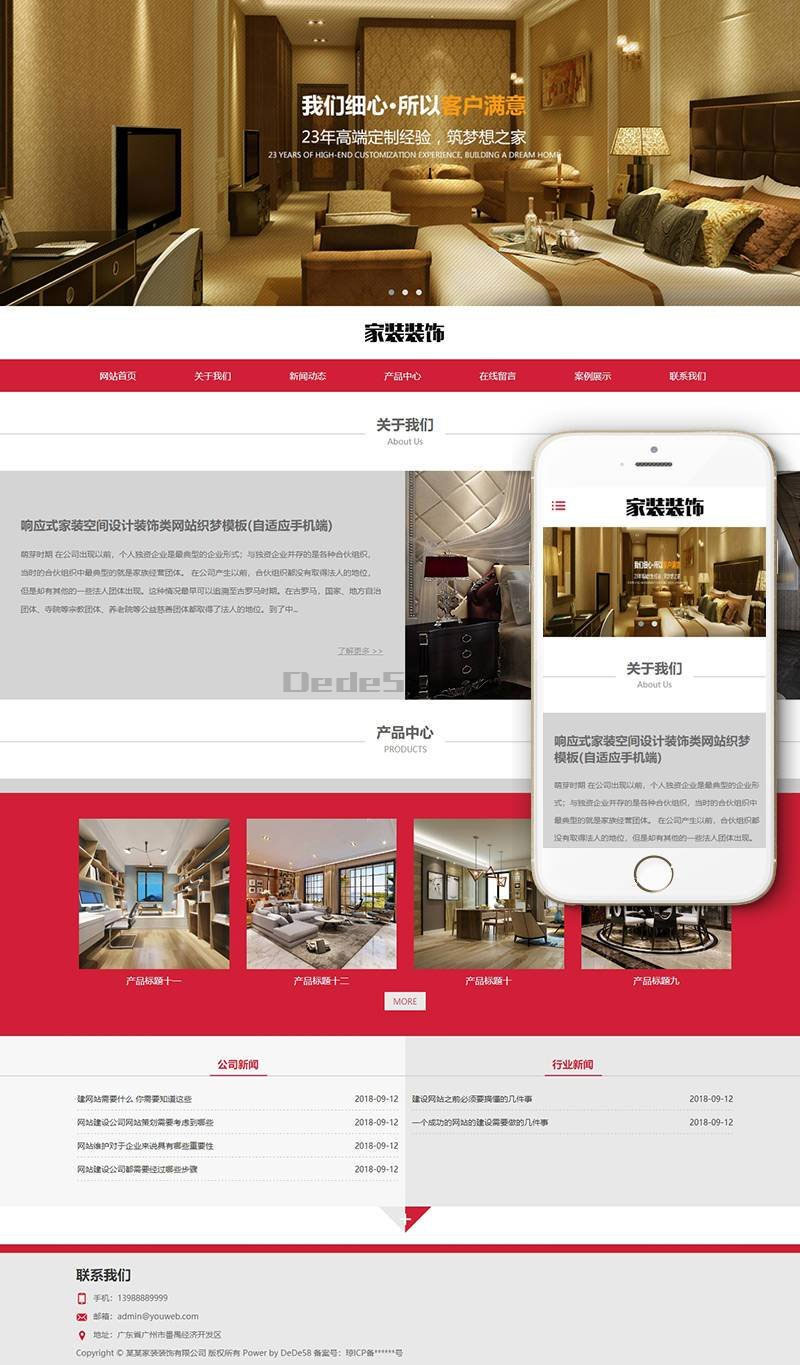 我们细心·所以客户满意
23年高端定制经验，筑梦想之家
23 YEARS OF HIGH-END CUSTOMIZATION EXPERIENCE, BUILDING A DREAM HOME
家装装饰
网站首页 关于我们 新闻动态 产品中心 在线留言 案例展示 联系我们
关于我们
About Us
响应式家装空间设计装饰类网站织梦模板(自适应手机端)
萌芽时期 在公司出现以前，个人独资企业是最典型的企业形式；与独资企业并存的是各种合伙组织，
当时的合伙组织中最典型的就是家族经营团体。 在公司产生以前，合伙组织都没有取得法人的地位，
但是却有其他的一些法人团体出现。这种情况最早可以追溯至古罗马时期。在古罗马，国家、地方自治
团体、寺院等宗教团体、养老院等公益慈善团体都取得了法人的地位。到了中...
了解更多 >>
DedeS
产品中心
PRODUCTS
家装装饰
我们细心·所以客户满意
23年高端定制经验，筑梦想之家
关于我们
About Us
响应式家装空间设计装饰类网站织梦
模板(自适应手机端)
萌芽时期 在公司出现以前，个人独资企业是最典型的企业形
式；与独资企业并存的是各种合伙组织，当时的合伙组织中
最典型的就是家族经营团体。 在公司产生以前，合伙组织都
没有取得法人的地位，但是却有其他的一些法人团体出现。
产品标题十一 产品标题十二 产品标题十 产品标题九
MORE
公司新闻
建网站需要什么 你需要知道这些 2018-09-12
网站建设公司网站策划需要考虑到哪些 2018-09-12
网站维护对于企业来说具有哪些重要性 2018-09-12
网站建设公司都需要经过哪些步骤 2018-09-12
行业新闻
建设网站之前必须要搞懂的几件事 2018-09-12
一个成功的网站的建设需要做的几件事 2018-09-12
+
联系我们
手机：13988889999
邮箱：admin@youweb.com
地址：广东省广州市番禺经济开发区
Copyright © 某某家装装饰有限公司 版权所有 Power by DeDe58 备案号：琼ICP备******号